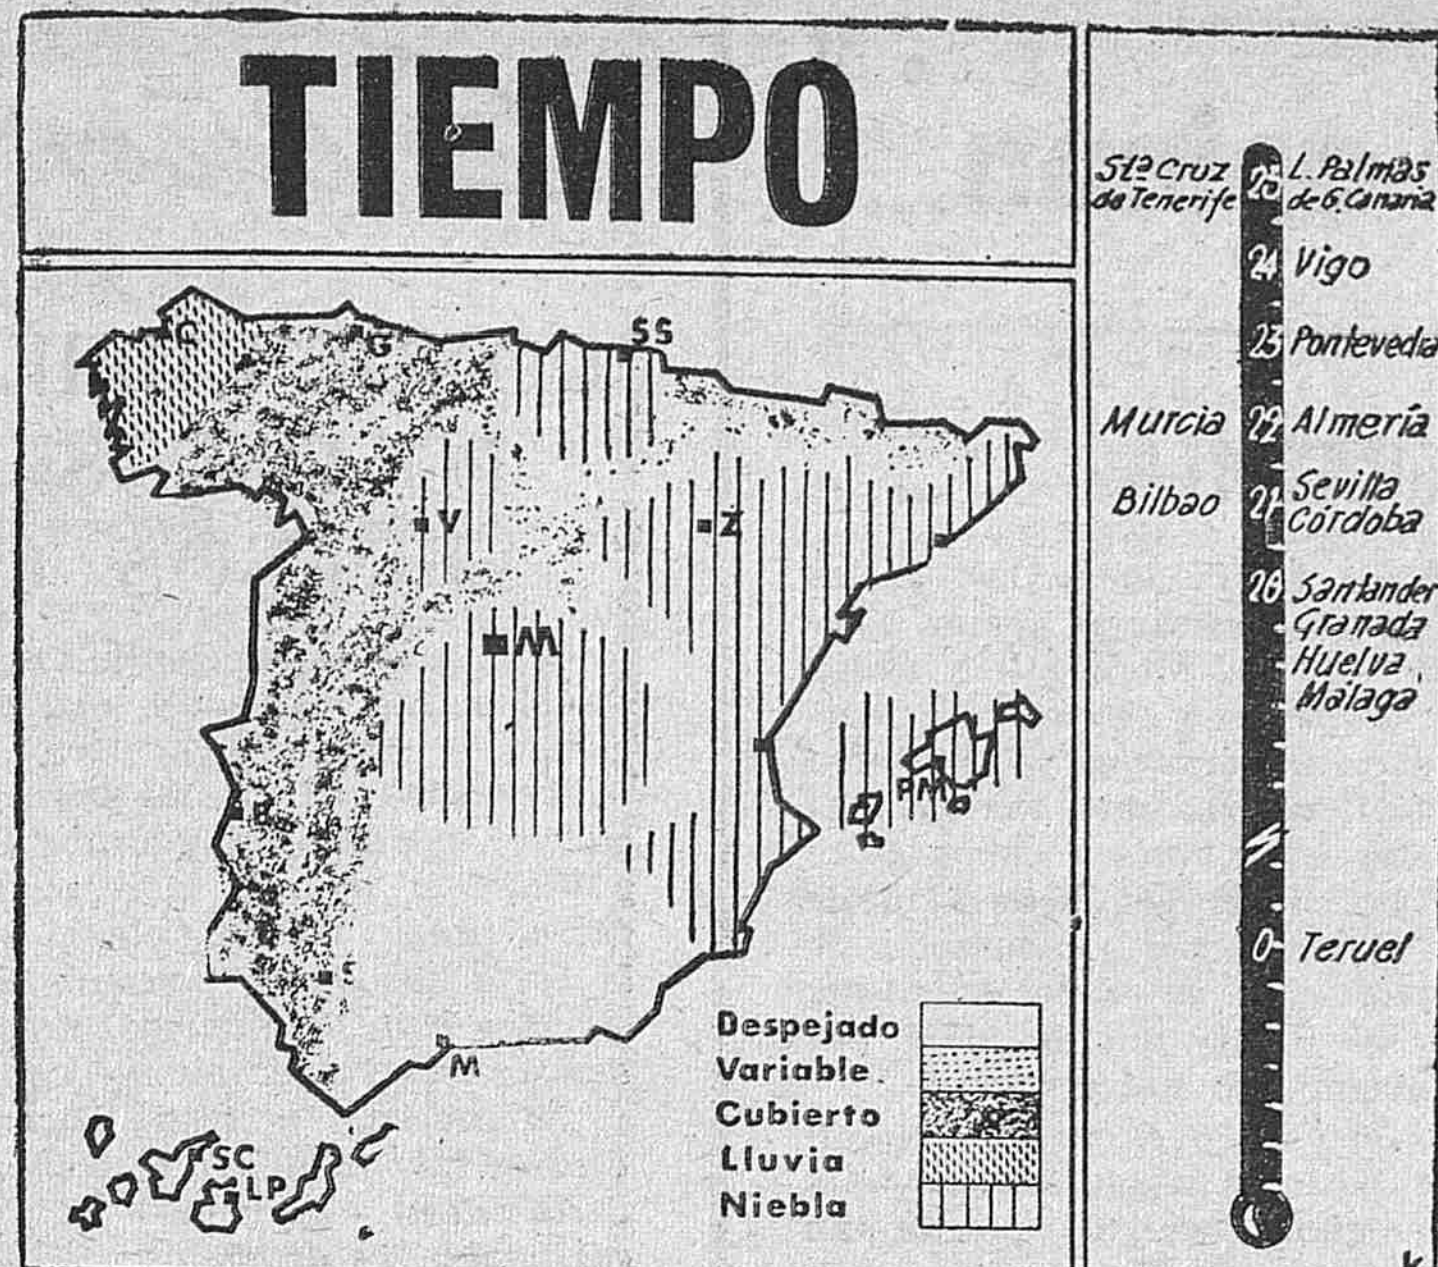 TIEMPO
C
G
SS
V
Z
M
B
PM
S
M
SC
LP
Despejado
Variable
Cubierto
Lluvia
Niebla
Stª Cruz
de Tenerife
25
L. Palmas
de G. Canaria
24 Vigo
23 Pontevedra
Murcia 22 Almería
Bilbao 21 Sevilla
Córdoba
20 Santander
Granada
Huelva
Málaga
0 Teruel